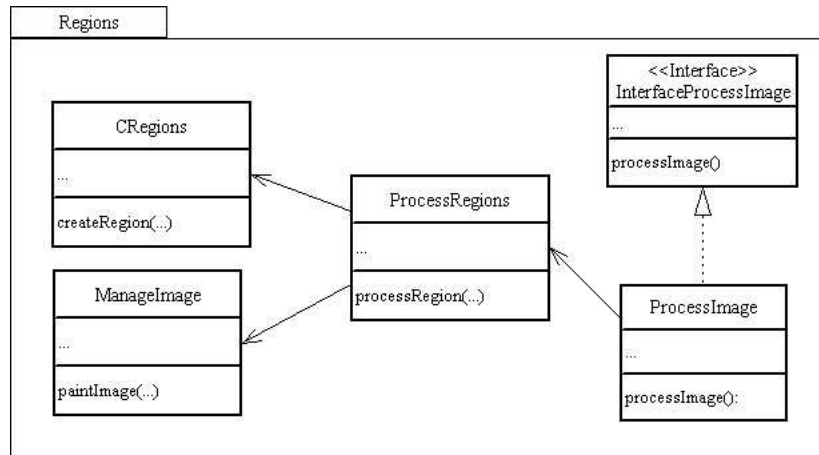 Regions
<<Interface>>
InterfaceProcessImage
...
processImage()
CRegions
...
createRegion(...)
ProcessRegions
...
processRegion(...)
ManageImage
...
paintImage(...)
ProcessImage
...
processImage():